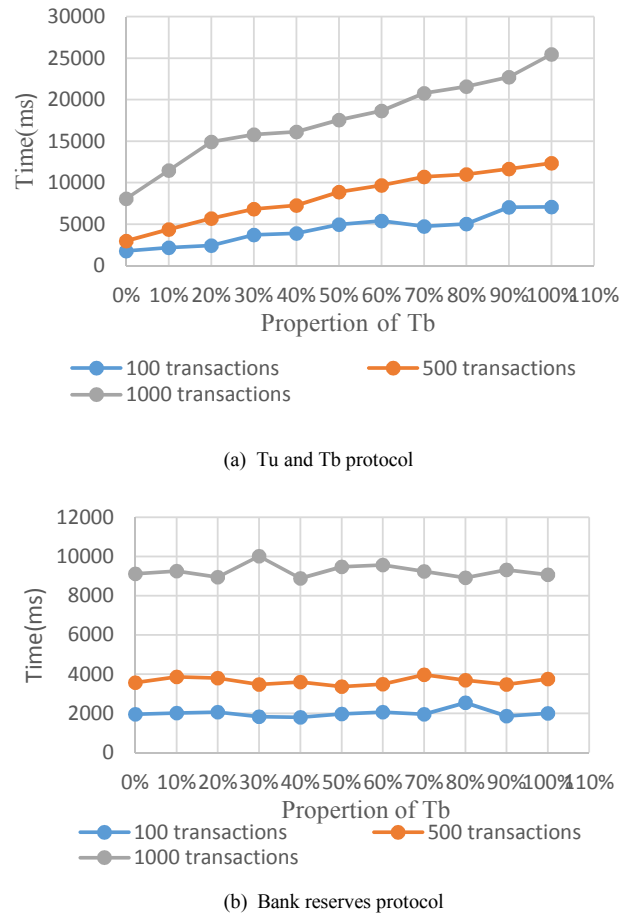 30000
25000
20000
15000
10000
5000
0
Time(ms)
0% 10% 20% 30% 40% 50% 60% 70% 80% 90% 100% 110%
Propertion of Tb
100 transactions 500 transactions
1000 transactions
(a) Tu and Tb protocol
12000
10000
8000
6000
4000
2000
0
Time(ms)
0% 10% 20% 30% 40% 50% 60% 70% 80% 90% 100% 110%
Propertion of Tb
100 transactions 500 transactions
1000 transactions
(b) Bank reserves protocol